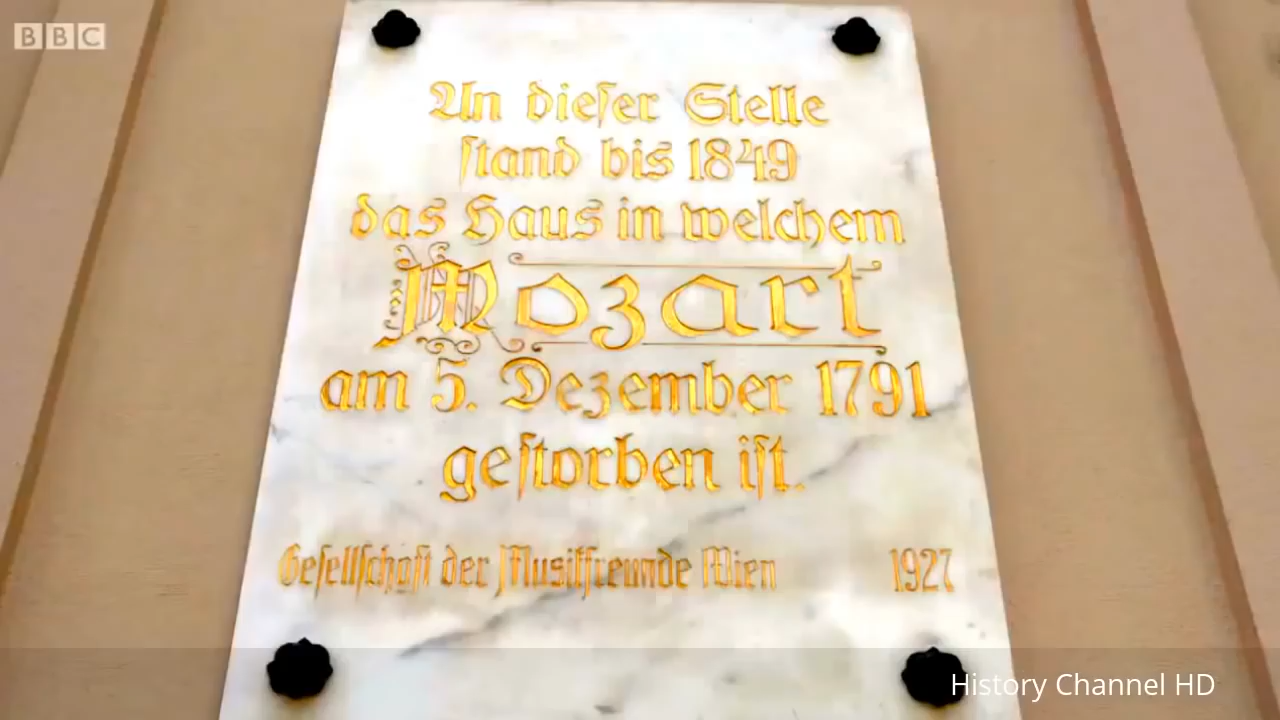 BBC
An dieſer Stelle
ſtand bis 1849
das Haus in welchem
Mozart
am 5. Dezember 1791
geſtorben iſt.
Geſellſchaft der Muſikfreunde Wien 1927
History Channel HD